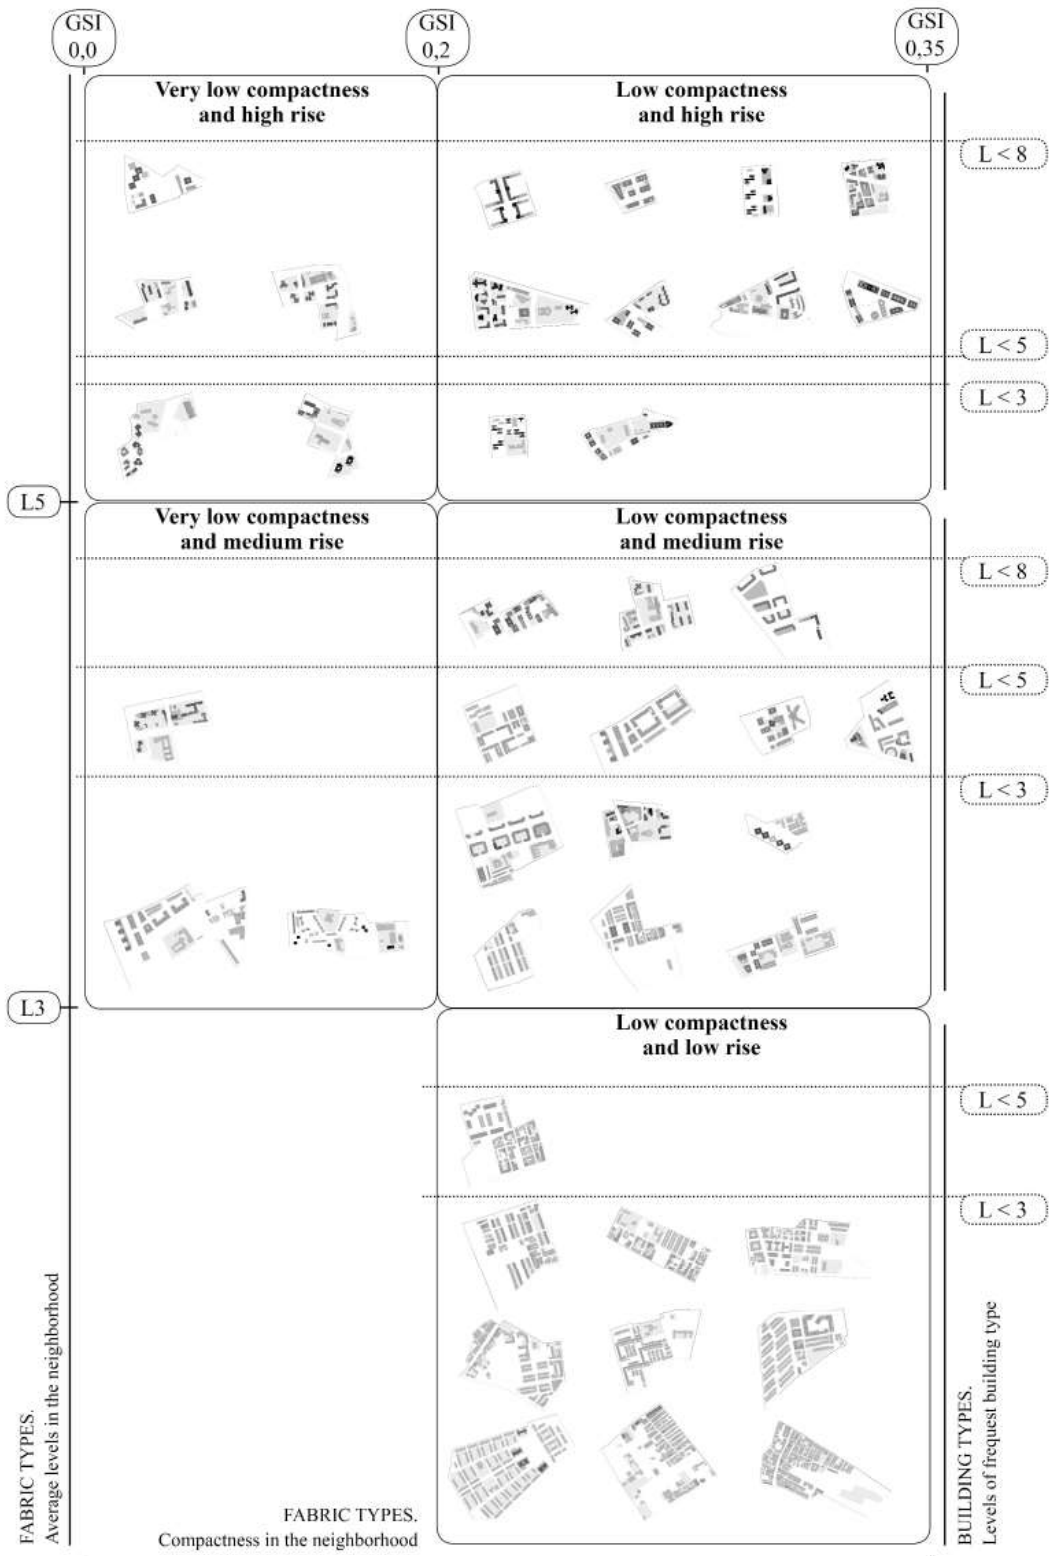 GSI
0,0
GSI
0,2
GSI
0,35
Very low compactness
and high rise
Low compactness
and high rise
L < 8
L < 5
L < 3
L5
Very low compactness
and medium rise
Low compactness
and medium rise
L < 8
L < 5
L < 3
L3
Low compactness
and low rise
L < 5
L < 3
FABRIC TYPES.
Average levels in the neighborhood
FABRIC TYPES.
Compactness in the neighborhood
BUILDING TYPES.
Levels of frequest building type